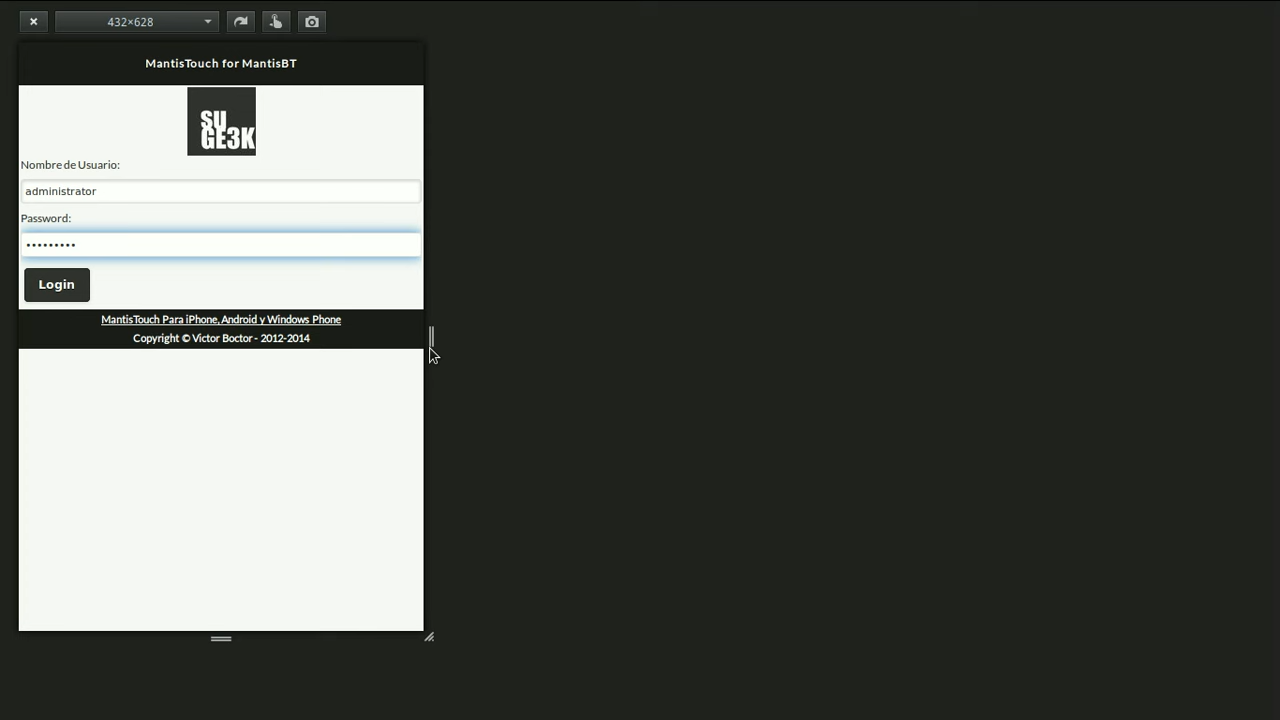 432×628
MantisTouch for MantisBT
SU
GE3K
Nombre de Usuario:
administrator
Password:
•••••••••
Login
MantisTouch Para iPhone, Android y Windows Phone
Copyright © Victor Boctor - 2012-2014